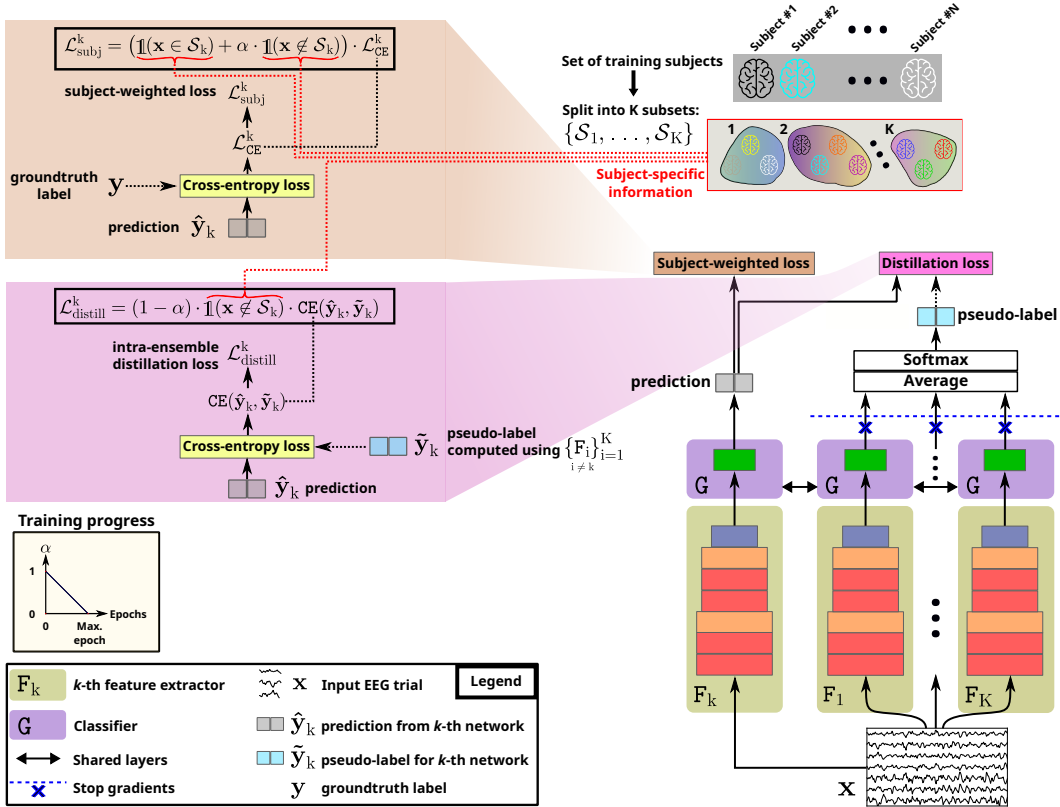 L^k_subj = (𝟙(x ∈ S_k) + α · 𝟙(x ∉ S_k)) · L^k_CE
subject-weighted loss L^k_subj
L^k_CE
groundtruth
label
y
Cross-entropy loss
prediction ŷ_k
Subject #1
Subject #2
Subject #N
Set of training subjects
Split into K subsets:
{S_1, . . . , S_K}
1 2 K
Subject-specific
information
L^k_distill = (1 − α) · 𝟙(x ∉ S_k) · CE(ŷ_k, ỹ_k)
intra-ensemble
distillation loss
L^k_distill
CE(ŷ_k, ỹ_k)
Cross-entropy loss
ỹ_k
pseudo-label
computed using {F_i}^K_{i=1}
i ≠ k
ŷ_k prediction
Subject-weighted loss
Distillation loss
pseudo-label
Softmax
Average
prediction
G G G
F_k F_1 F_K
x
Training progress
α
1
0
0
Max.
epoch
Epochs
Legend
F_k k-th feature extractor
G Classifier
Shared layers
Stop gradients
x Input EEG trial
ŷ_k prediction from k-th network
ỹ_k pseudo-label for k-th network
y groundtruth label